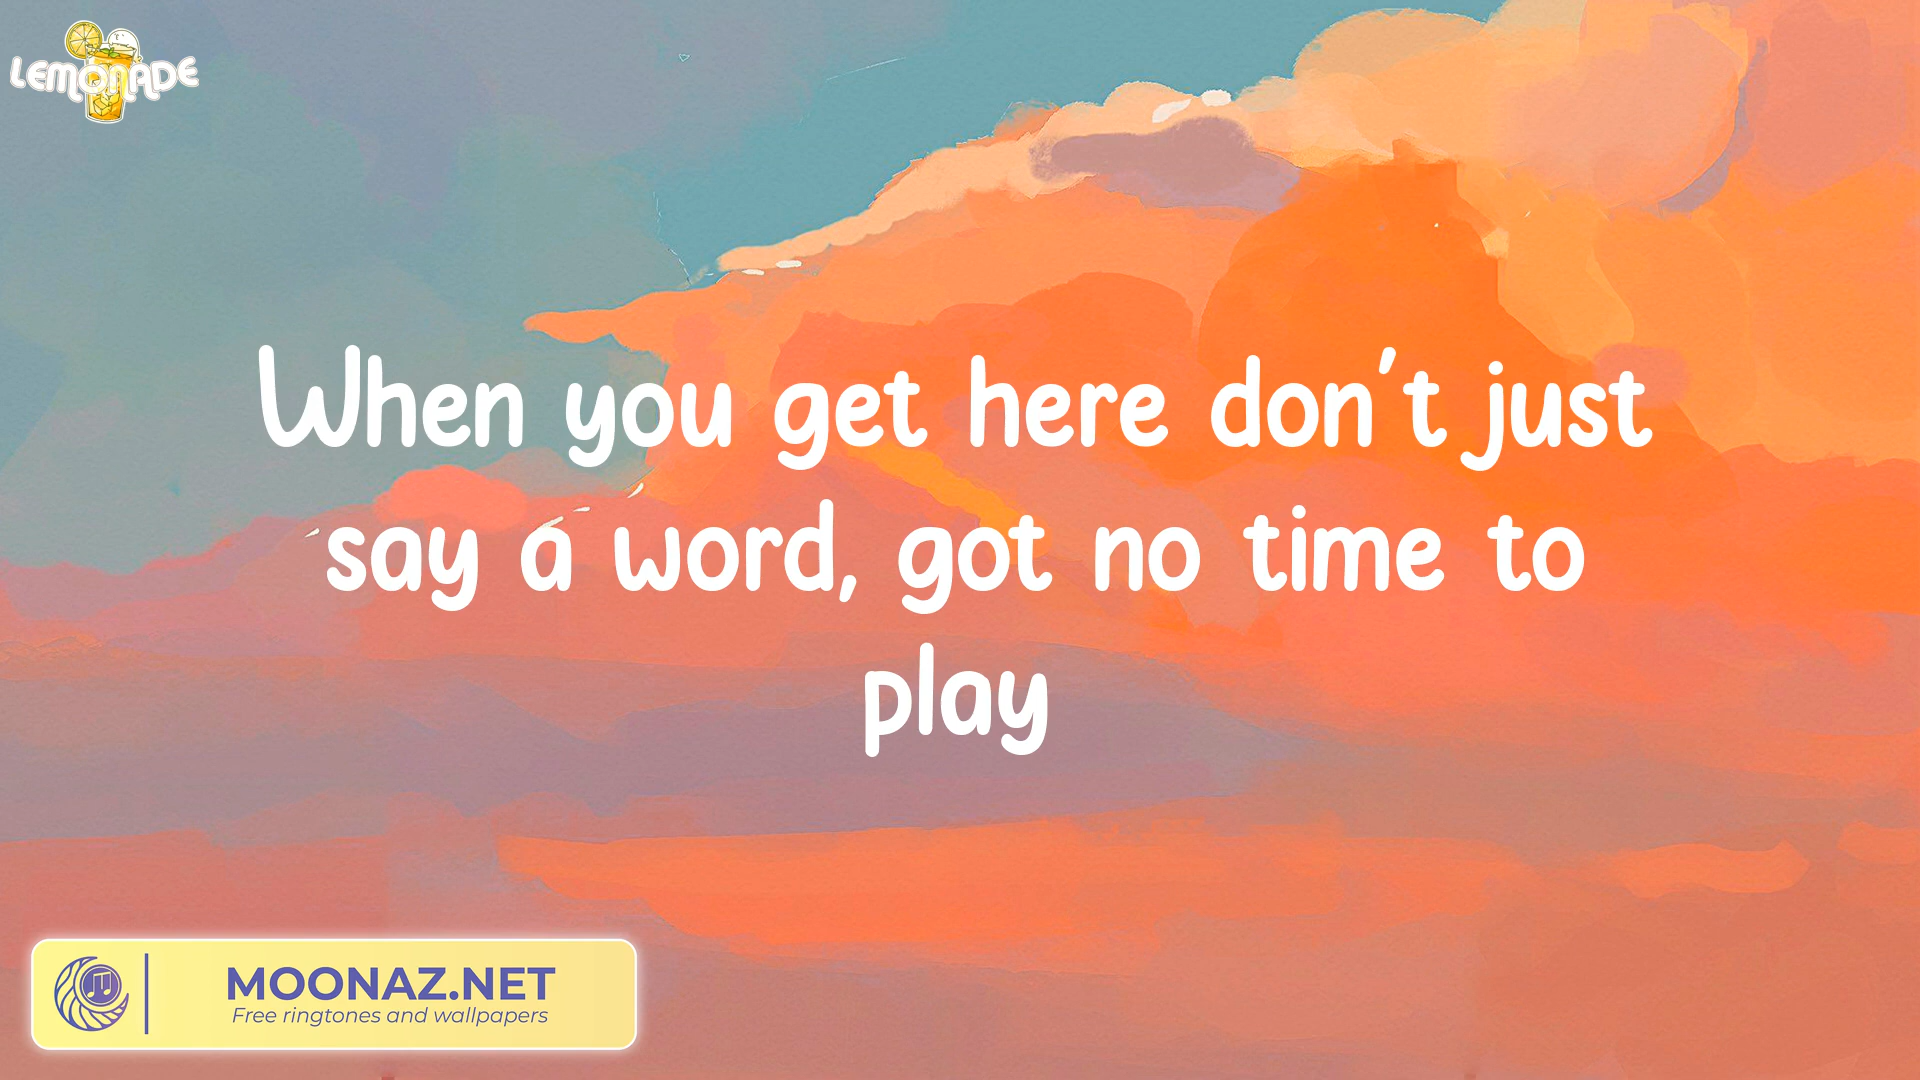 LEMONADE
When you get here don't just
say a word, got no time to
play
MOONAZ.NET
Free ringtones and wallpapers